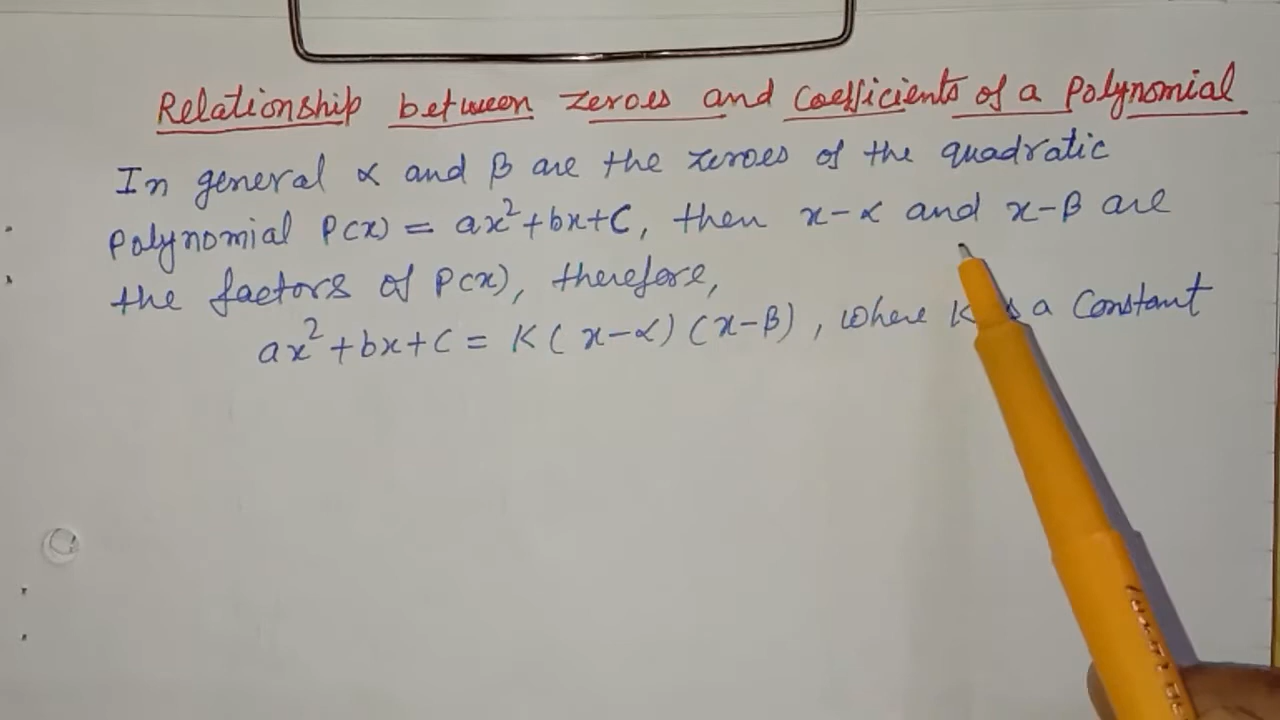 Relationship between zeroes and Coefficients of a Polynomial
In general α and β are the zeroes of the quadratic
Polynomial P(x) = ax²+bx+C, then x-α and x-β are
the factors of P(x), therefore,
ax²+bx+C = K(x-α)(x-β), where K a Constant